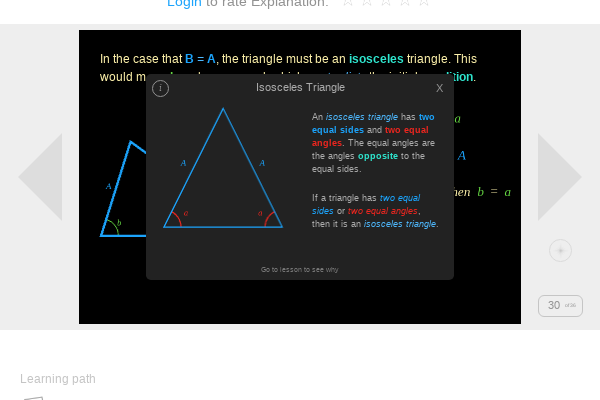 Login to rate Explanation:
In the case that B = A, the triangle must be an isosceles triangle. This
would m
Isosceles Triangle
i
X
An isosceles triangle has two
equal sides and two equal
angles. The equal angles are
the angles opposite to the
equal sides.
If a triangle has two equal
sides or two equal angles,
then it is an isosceles triangle.
A
A
a
a
Go to lesson to see why
A
b
a
A
hen b = a
30 of 36
Learning path